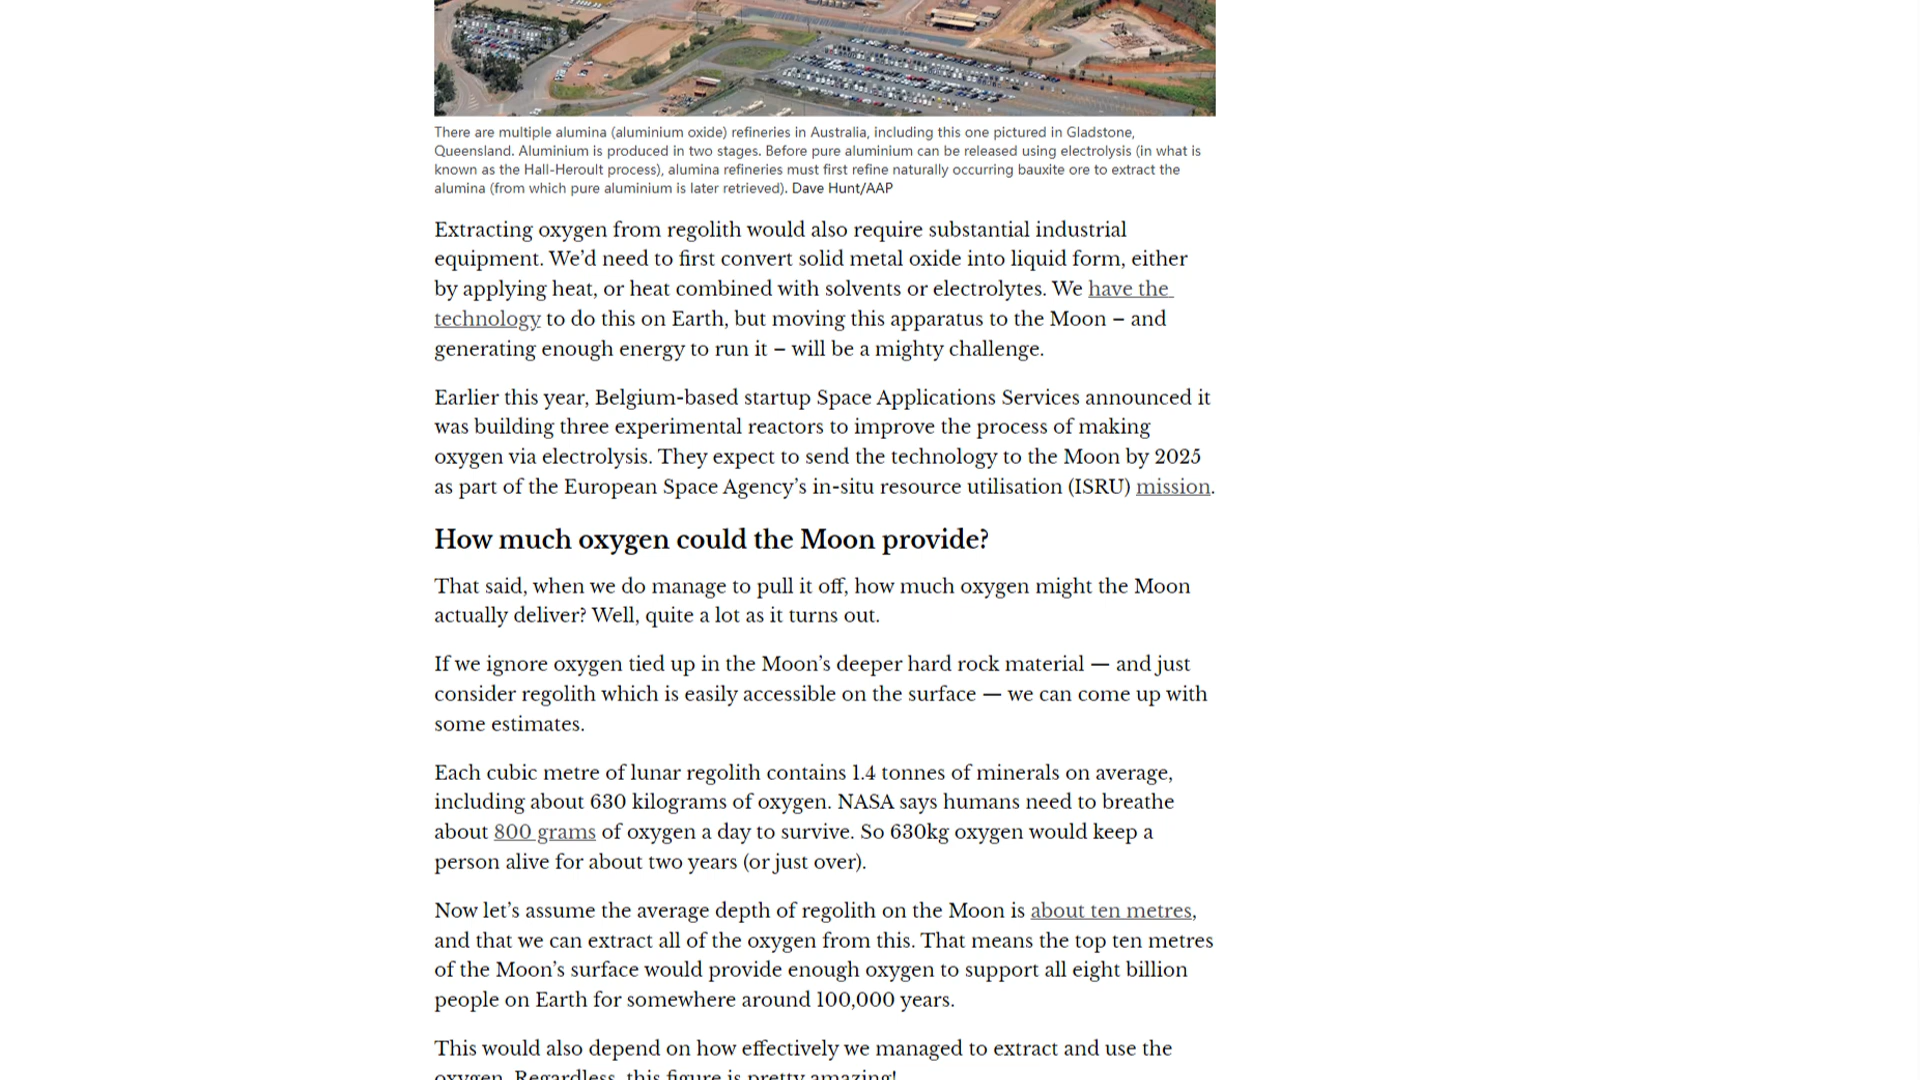 There are multiple alumina (aluminium oxide) refineries in Australia, including this one pictured in Gladstone,
Queensland. Aluminium is produced in two stages. Before pure aluminium can be released using electrolysis (in what is
known as the Hall-Heroult process), alumina refineries must first refine naturally occurring bauxite ore to extract the
alumina (from which pure aluminium is later retrieved). Dave Hunt/AAP
Extracting oxygen from regolith would also require substantial industrial
equipment. We’d need to first convert solid metal oxide into liquid form, either
by applying heat, or heat combined with solvents or electrolytes. We have the
technology to do this on Earth, but moving this apparatus to the Moon – and
generating enough energy to run it – will be a mighty challenge.
Earlier this year, Belgium-based startup Space Applications Services announced it
was building three experimental reactors to improve the process of making
oxygen via electrolysis. They expect to send the technology to the Moon by 2025
as part of the European Space Agency’s in-situ resource utilisation (ISRU) mission.
How much oxygen could the Moon provide?
That said, when we do manage to pull it off, how much oxygen might the Moon
actually deliver? Well, quite a lot as it turns out.
If we ignore oxygen tied up in the Moon’s deeper hard rock material — and just
consider regolith which is easily accessible on the surface — we can come up with
some estimates.
Each cubic metre of lunar regolith contains 1.4 tonnes of minerals on average,
including about 630 kilograms of oxygen. NASA says humans need to breathe
about 800 grams of oxygen a day to survive. So 630kg oxygen would keep a
person alive for about two years (or just over).
Now let’s assume the average depth of regolith on the Moon is about ten metres,
and that we can extract all of the oxygen from this. That means the top ten metres
of the Moon’s surface would provide enough oxygen to support all eight billion
people on Earth for somewhere around 100,000 years.
This would also depend on how effectively we managed to extract and use the
oxygen. Regardless, this figure is pretty amazing!